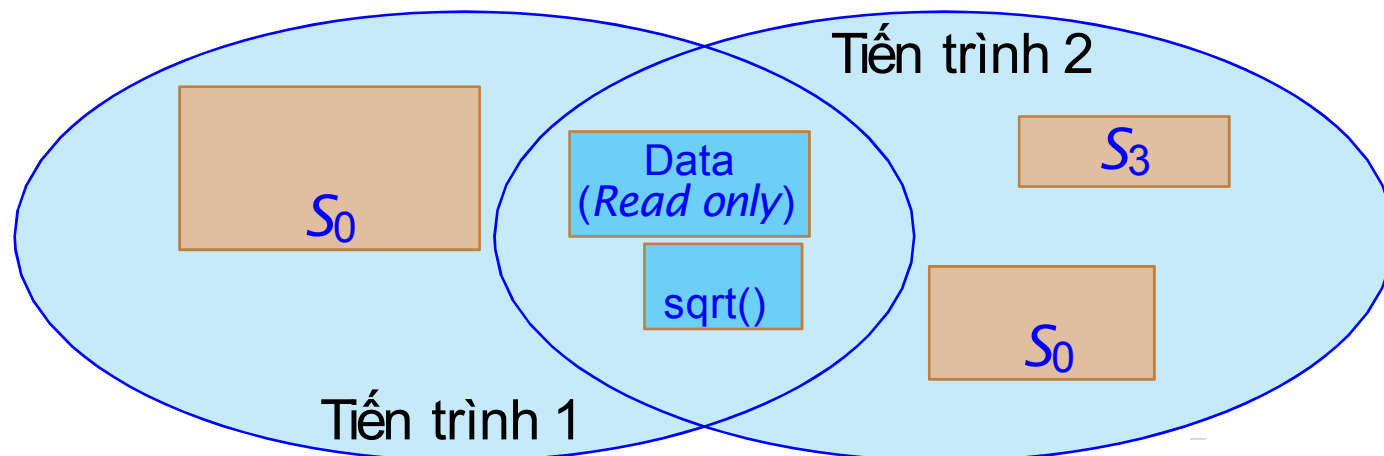 Tiến trình 2
S3
Data
(Read only)
S0
sqrt()
S0
Tiến trình 1